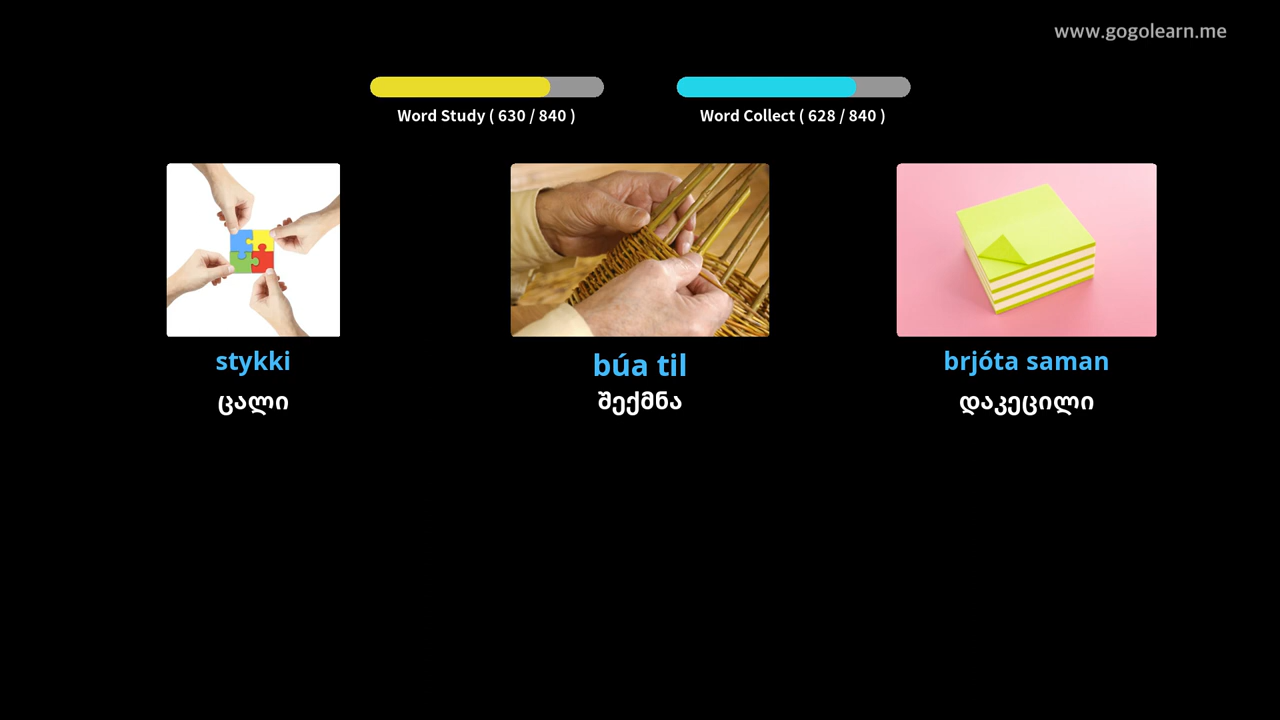 www.gogolearn.me
Word Study ( 630 / 840 )
Word Collect ( 628 / 840 )
stykki
búa til
brjóta saman
ცალი
შექმნა
დაკეცილი